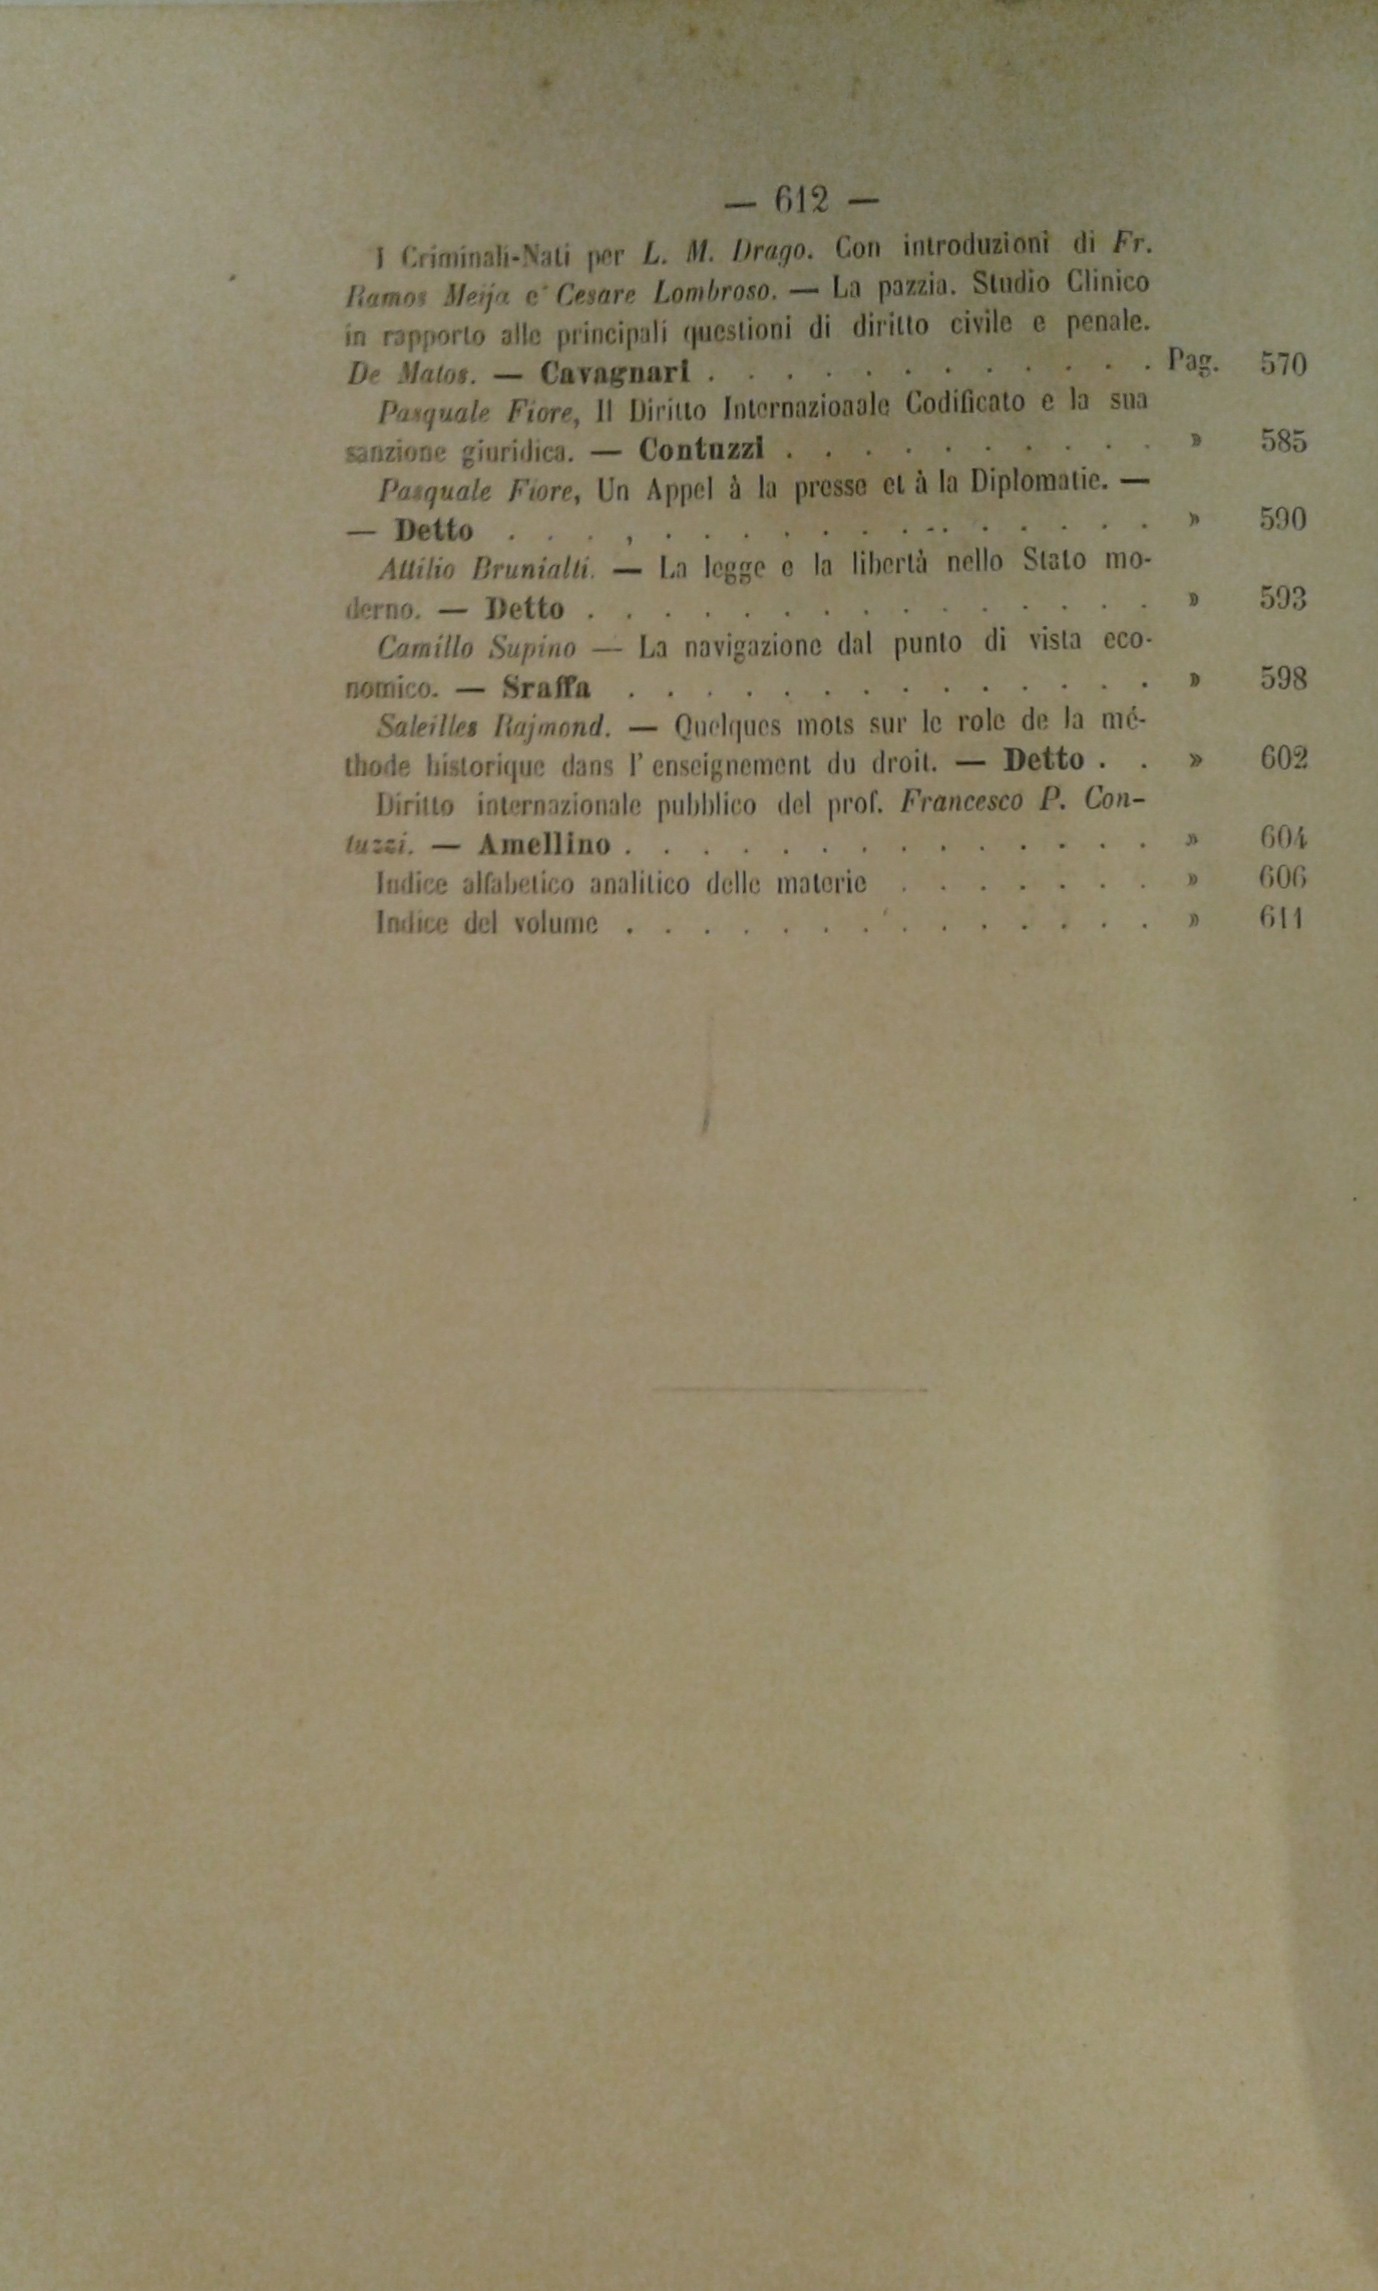 — 612 —
I Criminali-Nati per L. M. Drago. Con introduzioni di Fr.
Ramos Meija e Cesare Lombroso. — La pazzia. Studio Clinico
in rapporto alle principali questioni di diritto civile e penale.
De Matos. — Cavagnari . . . . . . . . . . . . Pag. 570
Pasquale Fiore, Il Diritto Internazionale Codificato e la sua
sanzione giuridica. — Contuzzi . . . . . . . . . . » 585
Pasquale Fiore, Un Appel à la presse et à la Diplomatie. —
— Detto . . . , . . . . . . . . . . . . . » 590
Attilio Brunialti. — La legge e la libertà nello Stato mo-
derno. — Detto . . . . . . . . . . . . . . . » 593
Camillo Supino — La navigazione dal punto di vista eco-
nomico. — Sraffa . . . . . . . . . . . . . . » 598
Saleilles Rajmond. — Quelques mots sur le role de la mé-
thode historique dans l' enseignement du droit. — Detto . . » 602
Diritto internazionale pubblico del prof. Francesco P. Con-
tuzzi. — Amellino . . . . . . . . . . . . . . » 604
Indice alfabetico analitico delle materie . . . . . . . » 606
Indice del volume . . . . . . . . . . . . . . » 611